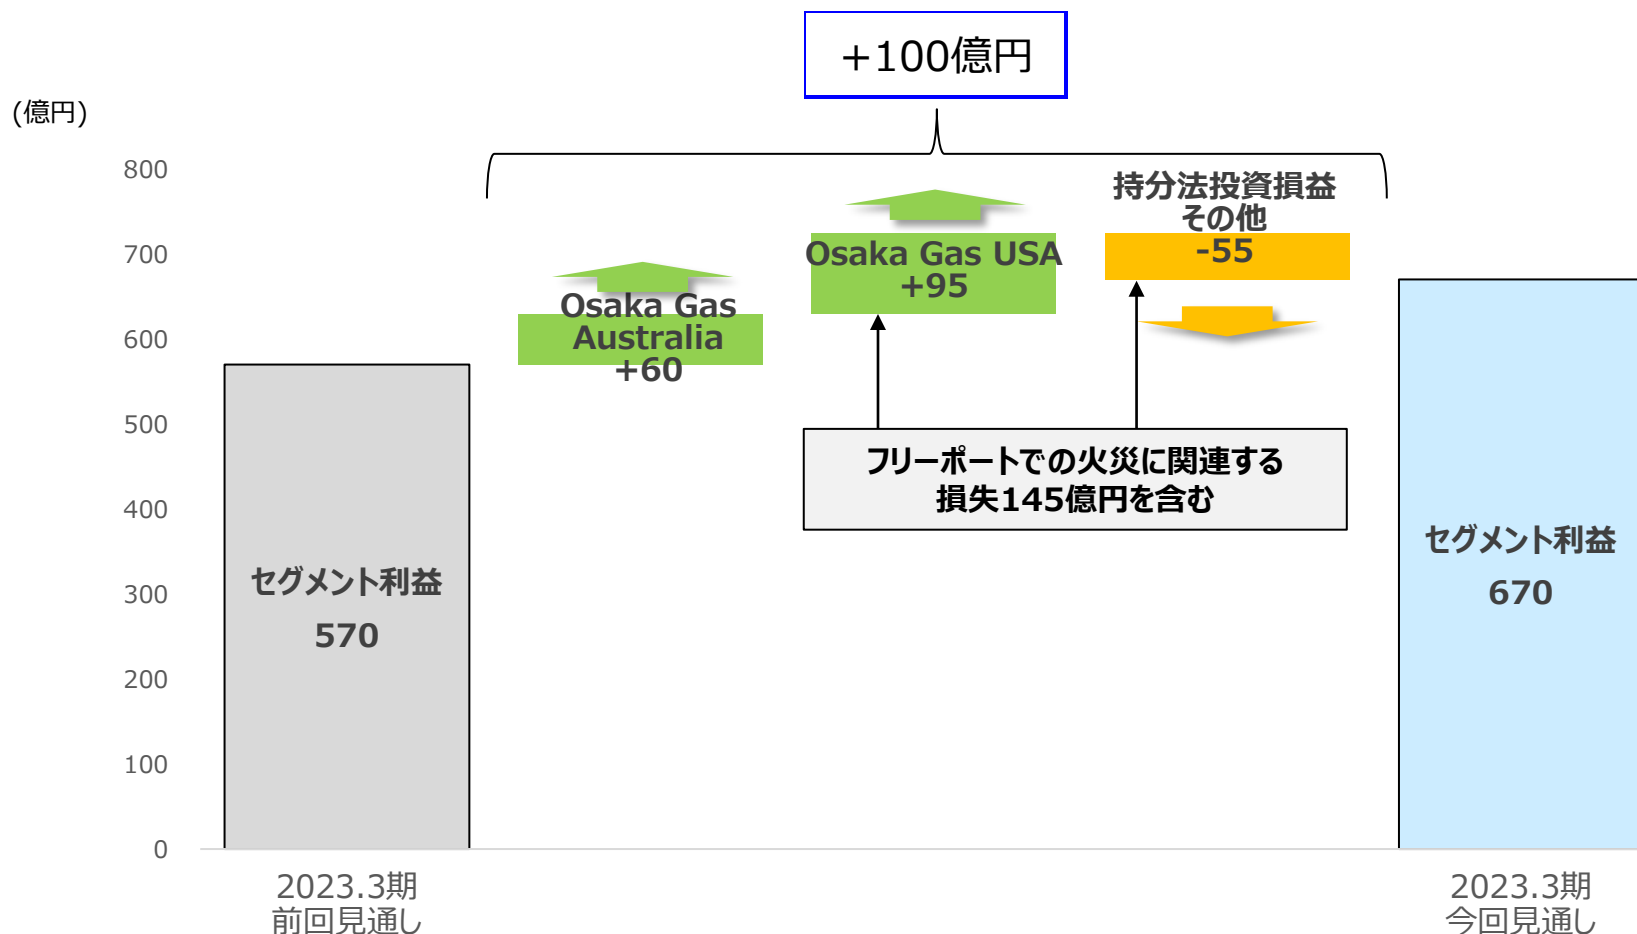 +100億円
(億円)
800
700
600
500
400
300
200
100
0
セグメント利益
570
Osaka Gas
Australia
+60
Osaka Gas USA
+95
持分法投資損益
その他
-55
フリーポートでの火災に関連する
損失145億円を含む
セグメント利益
670
2023.3期
前回見通し
2023.3期
今回見通し